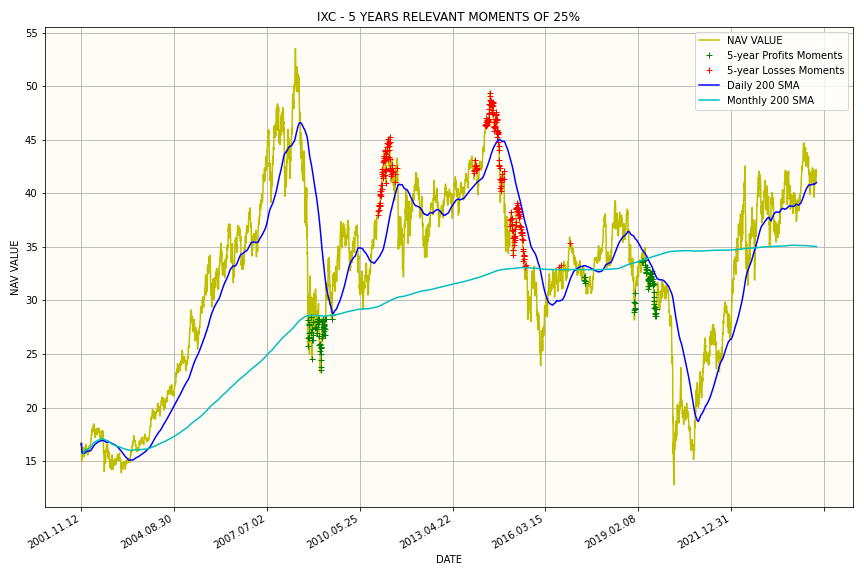 IXC - 5 YEARS RELEVANT MOMENTS OF 25%
NAV VALUE
5-year Profits Moments
5-year Losses Moments
Daily 200 SMA
Monthly 200 SMA
NAV VALUE
55
50
45
40
35
30
25
20
15
2001.11.12
2004.08.30
2007.07.02
2010.05.25
2013.04.22
2016.03.15
2019.02.08
2021.12.31
DATE